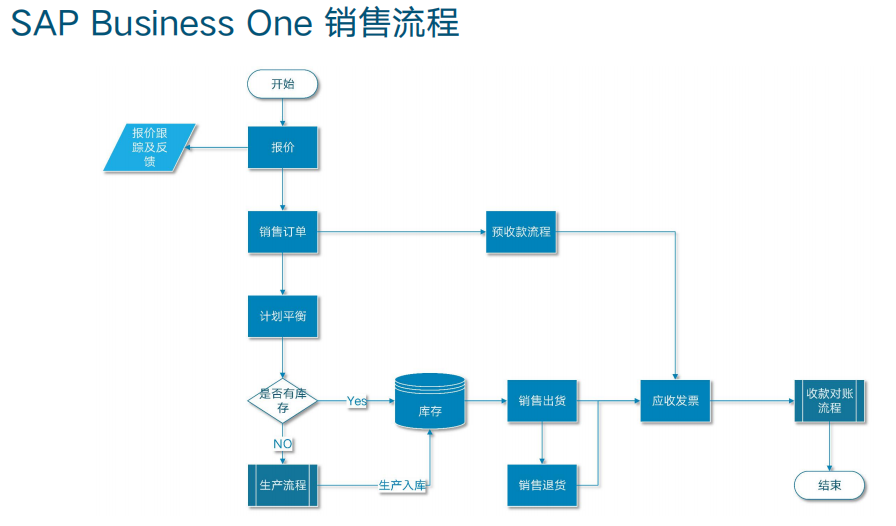 SAP Business One 销售流程
开始
报价跟
踪及反
馈
报价
销售订单
预收款流程
计划平衡
是否有库
存
Yes
库存
销售出货
应收发票
收款对账
流程
NO
生产流程
生产入库
销售退货
结束